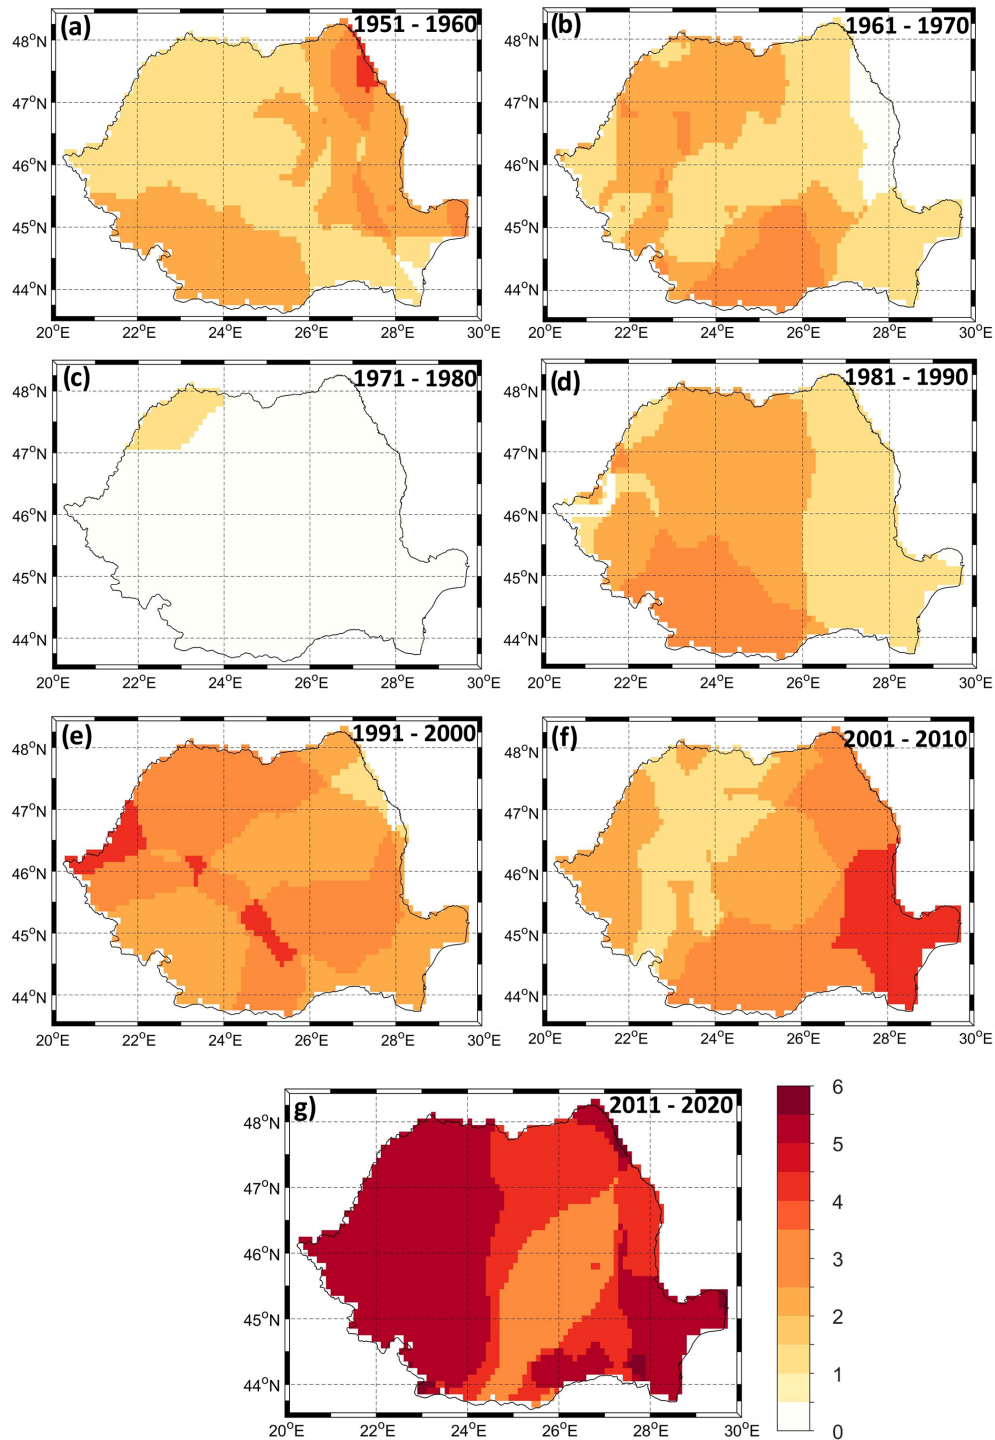 (a) 1951 - 1960 (b) 1961 - 1970
48°N 48°N
47°N 47°N
46°N 46°N
45°N 45°N
44°N 44°N
20°E 22°E 24°E 26°E 28°E 30°E 20°E 22°E 24°E 26°E 28°E 30°E
(c) 1971 - 1980 (d) 1981 - 1990
48°N 48°N
47°N 47°N
46°N 46°N
45°N 45°N
44°N 44°N
20°E 22°E 24°E 26°E 28°E 30°E 20°E 22°E 24°E 26°E 28°E 30°E
(e) 1991 - 2000 (f) 2001 - 2010
48°N 48°N
47°N 47°N
46°N 46°N
45°N 45°N
44°N 44°N
20°E 22°E 24°E 26°E 28°E 30°E 20°E 22°E 24°E 26°E 28°E 30°E
g) 2011 - 2020 6
48°N 5
47°N 4
46°N 3
45°N 2
44°N 1
20°E 22°E 24°E 26°E 28°E 30°E 0